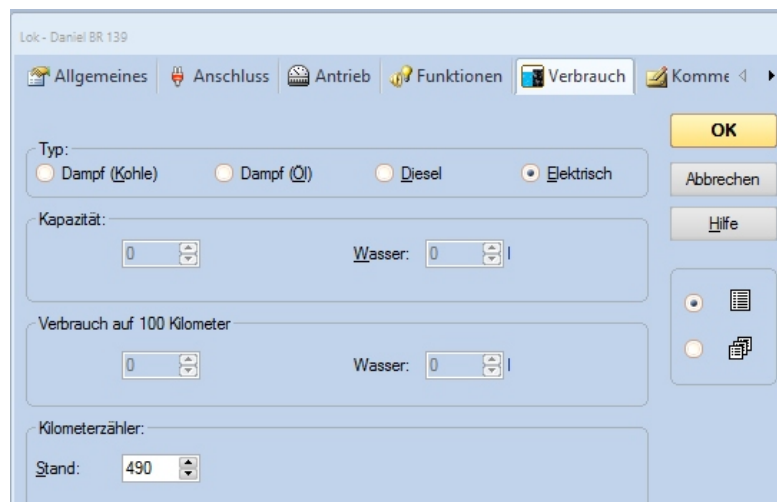 Lok - Daniel BR 139
Allgemeines Anschluss Antrieb Funktionen Verbrauch Komme
OK
Typ:
Dampf (Kohle) Dampf (Öl) Diesel Elektrisch
Abbrechen
Kapazität:
Hilfe
0 Wasser: 0 l
Verbrauch auf 100 Kilometer
0 Wasser: 0 l
Kilometerzähler:
Stand: 490